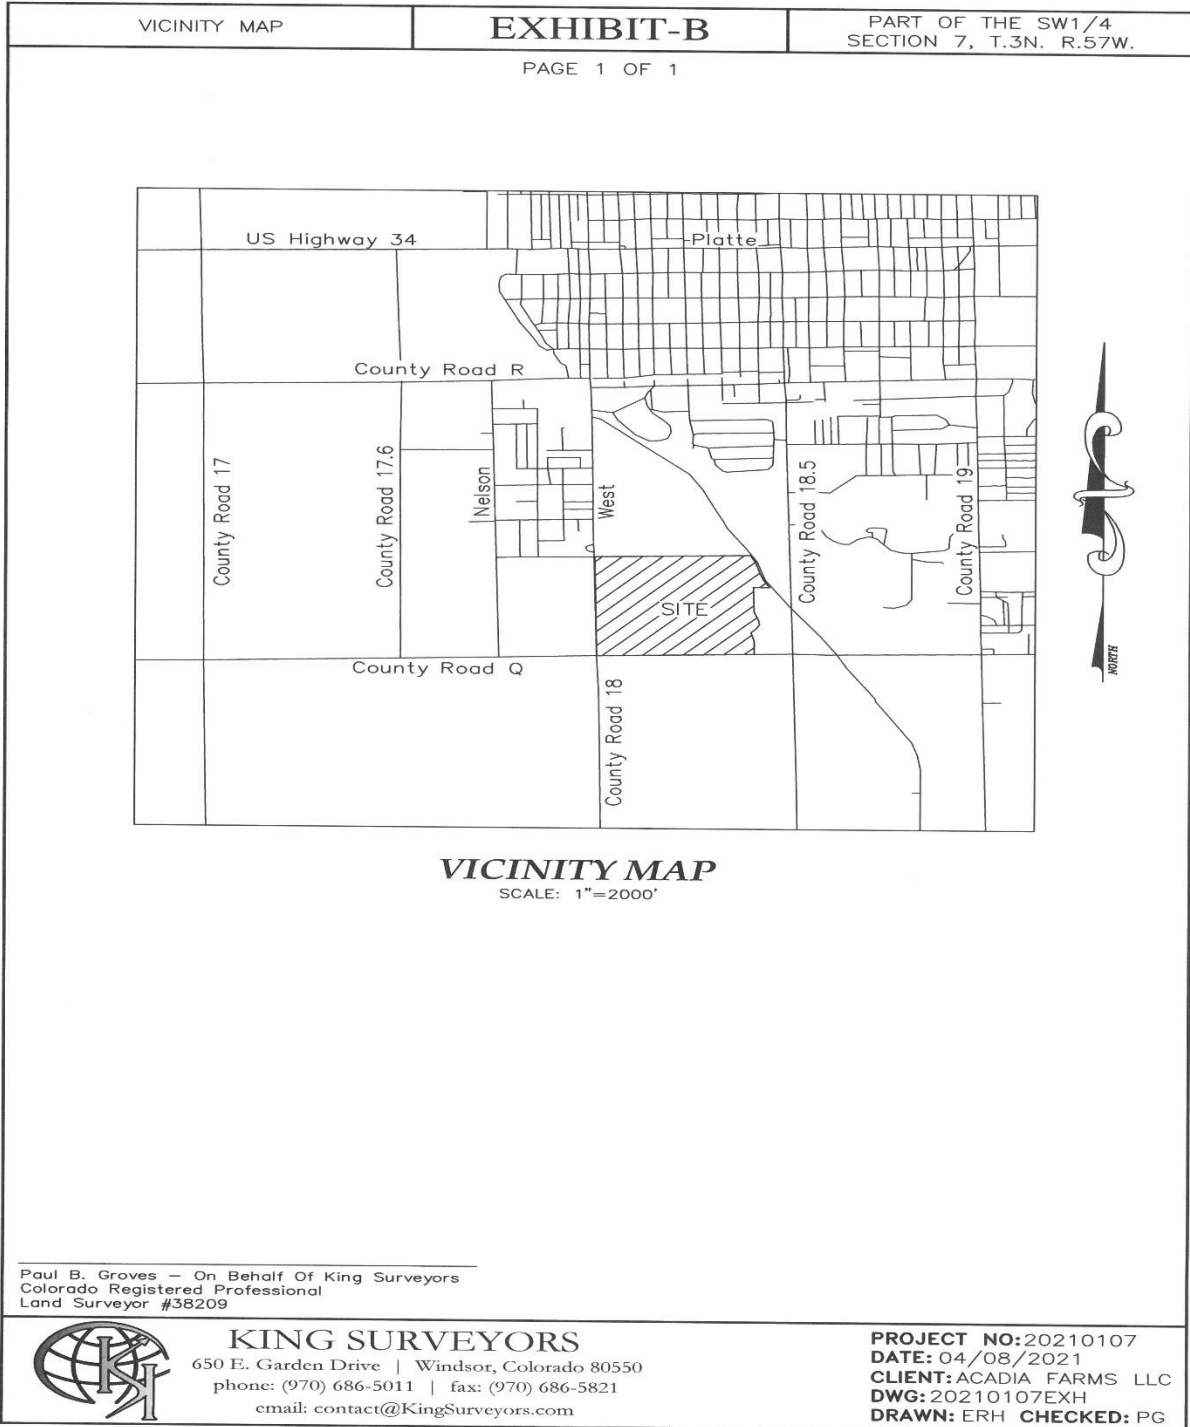 VICINITY MAP
EXHIBIT-B
PART OF THE SW1/4
SECTION 7, T.3N. R.57W.
PAGE 1 OF 1
US Highway 34
Platte
County Road R
County Road 17
County Road 17.6
Nelson
West
County Road 18.5
County Road 19
SITE
County Road Q
County Road 18
NORTH
VICINITY MAP
SCALE: 1"=2000'
Paul B. Groves – On Behalf Of King Surveyors
Colorado Registered Professional
Land Surveyor #38209
KING SURVEYORS
650 E. Garden Drive | Windsor, Colorado 80550
phone: (970) 686-5011 | fax: (970) 686-5821
email: contact@KingSurveyors.com
PROJECT NO:20210107
DATE: 04/08/2021
CLIENT:ACADIA FARMS LLC
DWG:20210107EXH
DRAWN: ERH CHECKED: PG